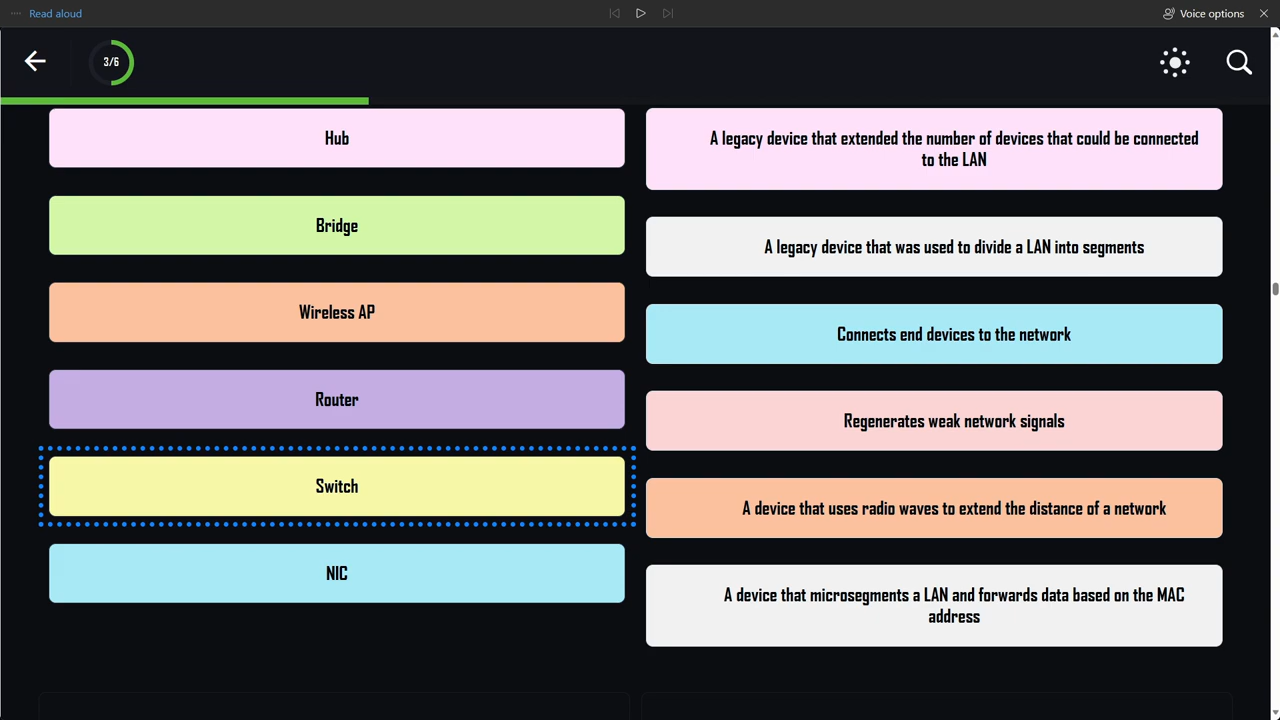 Read aloud
Voice options
3/6
Hub
Bridge
Wireless AP
Router
Switch
NIC
A legacy device that extended the number of devices that could be connected
to the LAN
A legacy device that was used to divide a LAN into segments
Connects end devices to the network
Regenerates weak network signals
A device that uses radio waves to extend the distance of a network
A device that microsegments a LAN and forwards data based on the MAC
address